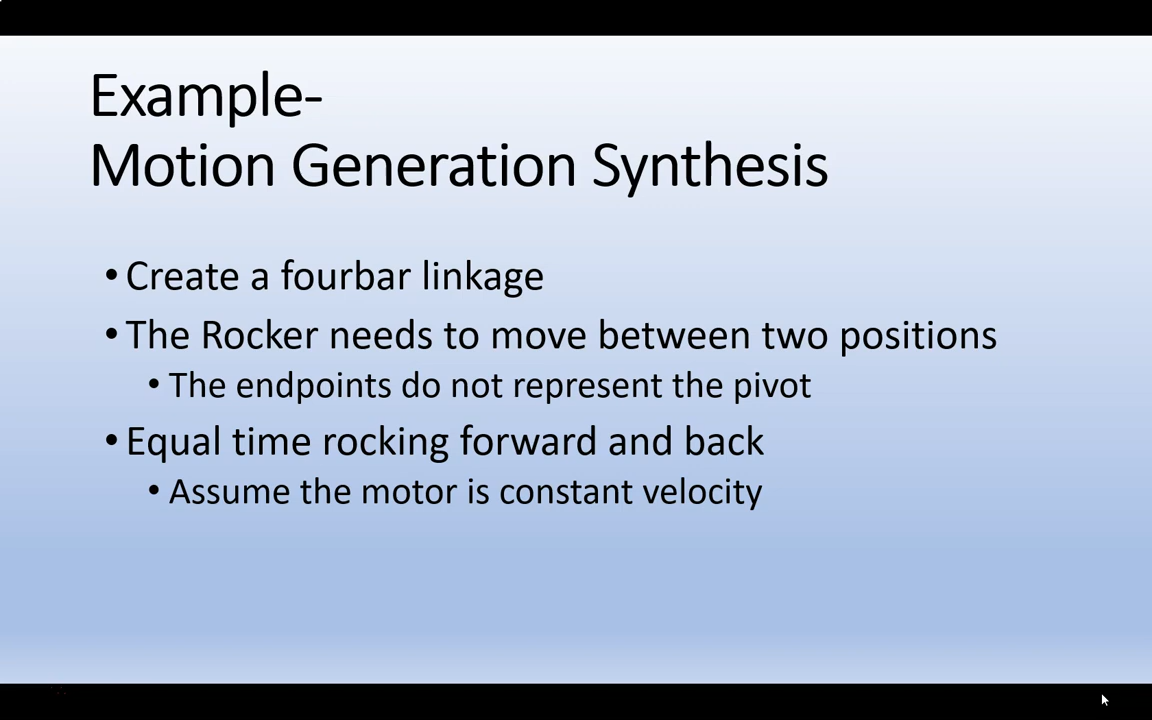 Example-
Motion Generation Synthesis
• Create a fourbar linkage
• The Rocker needs to move between two positions
• The endpoints do not represent the pivot
• Equal time rocking forward and back
• Assume the motor is constant velocity